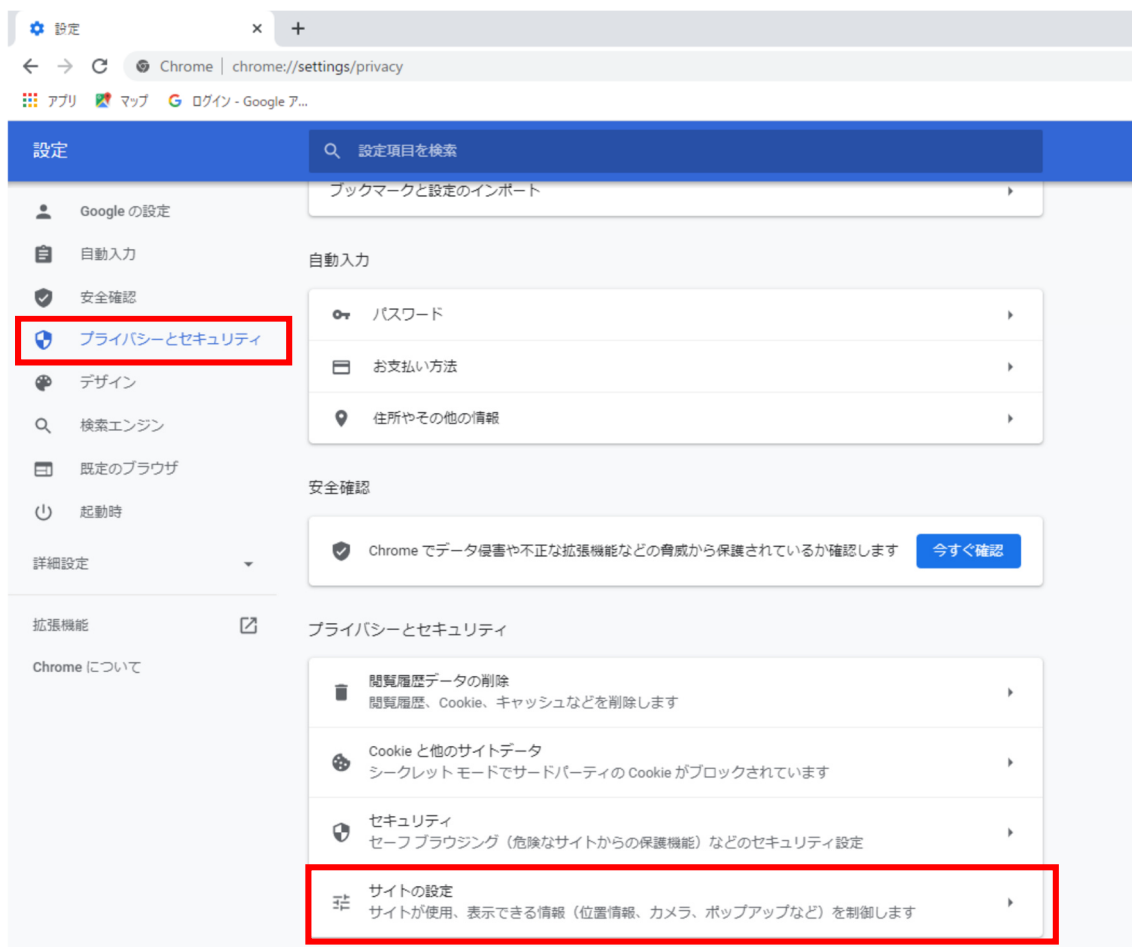 設定
Chrome | chrome://settings/privacy
アプリ マップ ログイン - Google ア...
設定
設定項目を検索
ブックマークと設定のインポート
Google の設定
自動入力
安全確認
プライバシーとセキュリティ
デザイン
検索エンジン
既定のブラウザ
起動時
詳細設定
拡張機能
Chrome について
自動入力
パスワード
お支払い方法
住所やその他の情報
安全確認
Chrome でデータ侵害や不正な拡張機能などの脅威から保護されているか確認します
今すぐ確認
プライバシーとセキュリティ
閲覧履歴データの削除
閲覧履歴、Cookie、キャッシュなどを削除します
Cookie と他のサイトデータ
シークレット モードでサードパーティの Cookie がブロックされています
セキュリティ
セーフ ブラウジング（危険なサイトからの保護機能）などのセキュリティ設定
サイトの設定
サイトが使用、表示できる情報（位置情報、カメラ、ポップアップなど）を制御します